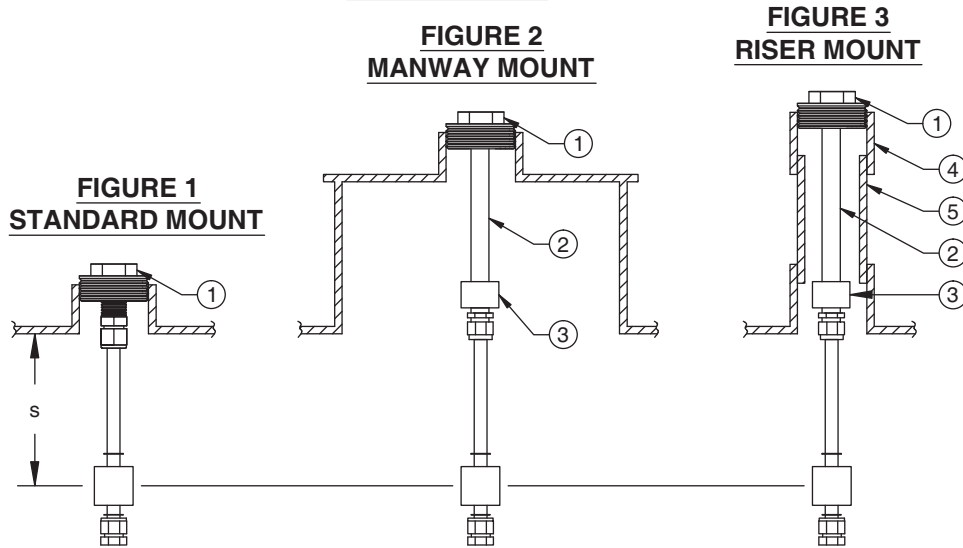 FIGURE 1
STANDARD MOUNT
1
S
FIGURE 2
MANWAY MOUNT
1
2
3
FIGURE 3
RISER MOUNT
1
4
5
2
3